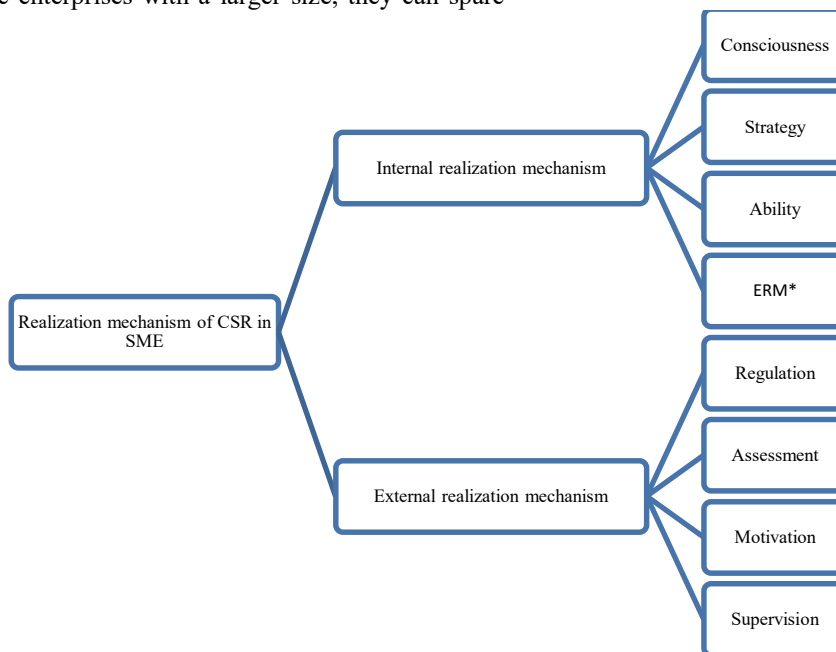 e enterprises with a larger size, they can spare
Consciousness
Strategy
Internal realization mechanism
Ability
ERM*
Realization mechanism of CSR in
SME
Regulation
Assessment
External realization mechanism
Motivation
Supervision